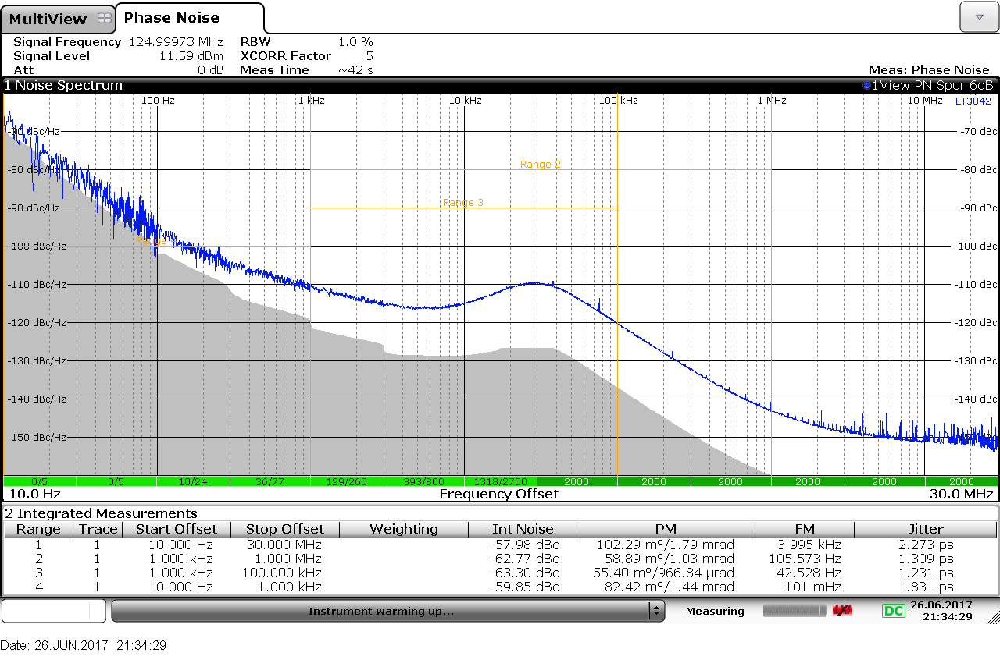 MultiView Phase Noise
Signal Frequency 124.99973 MHz RBW 1.0 %
Signal Level 11.59 dBm XCORR Factor 5
Att 0 dB Meas Time ~42 s Meas: Phase Noise
1 Noise Spectrum 1View PN Spur 6dB
100 Hz 1 kHz 10 kHz 100 kHz 1 MHz 10 MHz LT3042
-70 dBc/Hz -70 dBc
-80 dBc/Hz Range 2 -80 dBc
-90 dBc/Hz Range 3 -90 dBc
Range
-100 dBc/Hz -100 dBc
-110 dBc/Hz -110 dBc
-120 dBc/Hz -120 dBc
-130 dBc/Hz -130 dBc
-140 dBc/Hz -140 dBc
-150 dBc/Hz
0/5 0/5 10/24 36/77 129/260 393/800 1318/2700 2000 2000 2000 2000 2000 2000
10.0 Hz Frequency Offset 30.0 MHz
2 Integrated Measurements
Range Trace Start Offset Stop Offset Weighting Int Noise PM FM Jitter
1 1 10.000 Hz 30.000 MHz -57.98 dBc 102.29 m°/1.79 mrad 3.995 kHz 2.273 ps
2 1 1.000 kHz 1.000 MHz -62.77 dBc 58.89 m°/1.03 mrad 105.573 Hz 1.309 ps
3 1 1.000 kHz 100.000 kHz -63.30 dBc 55.40 m°/966.84 µrad 42.528 Hz 1.231 ps
4 1 10.000 Hz 1.000 kHz -59.85 dBc 82.42 m°/1.44 mrad 101 mHz 1.831 ps
Instrument warming up... Measuring DC 26.06.2017
21:34:29
Date: 26.JUN.2017 21:34:29